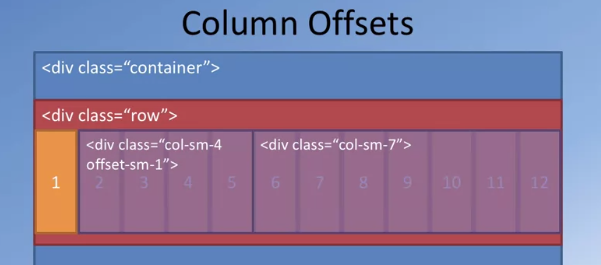 Column Offsets
<div class=“container”>
<div class=“row”>
<div class=“col-sm-4
offset-sm-1”>
<div class=“col-sm-7”>
1 2 3 4 5 6 7 8 9 10 11 12